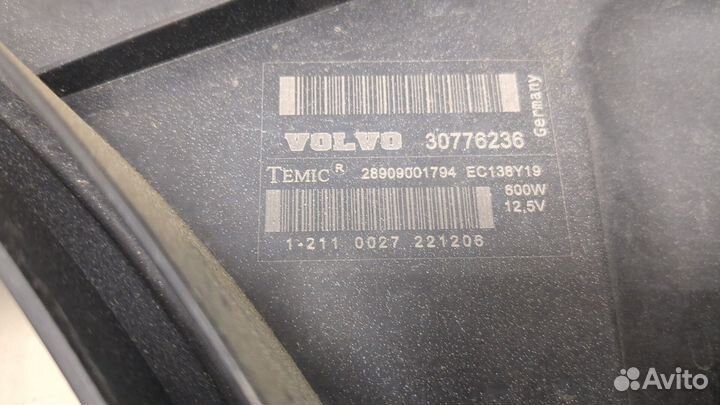 VOLVO 30776236
Germany
TEMIC R 28909001794 EC138Y19
600W
12,5V
1-211 0027 221206
Avito